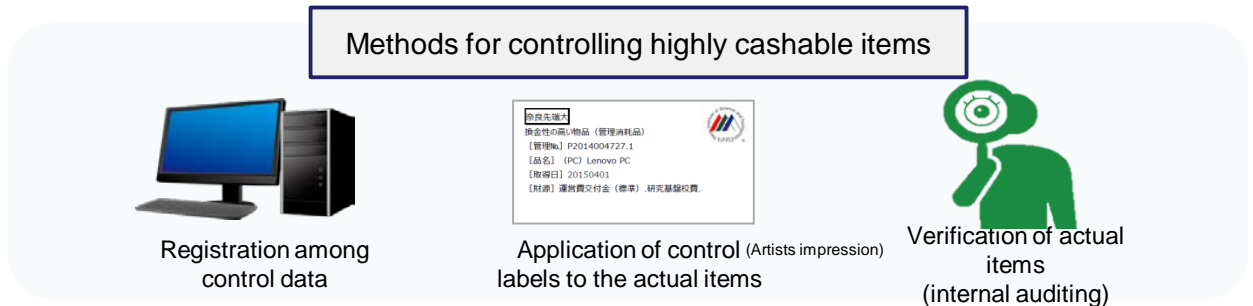 Methods for controlling highly cashable items
奈良先端大
換金性の高い物品（管理消耗品）
［管理№］P2014004727.1
［品名］（PC）Lenovo PC
［取得日］20150401
［財源］運営費交付金（標準）.研究基盤校費.
Registration among
control data
Application of control (Artists impression)
labels to the actual items
Verification of actual
items
(internal auditing)